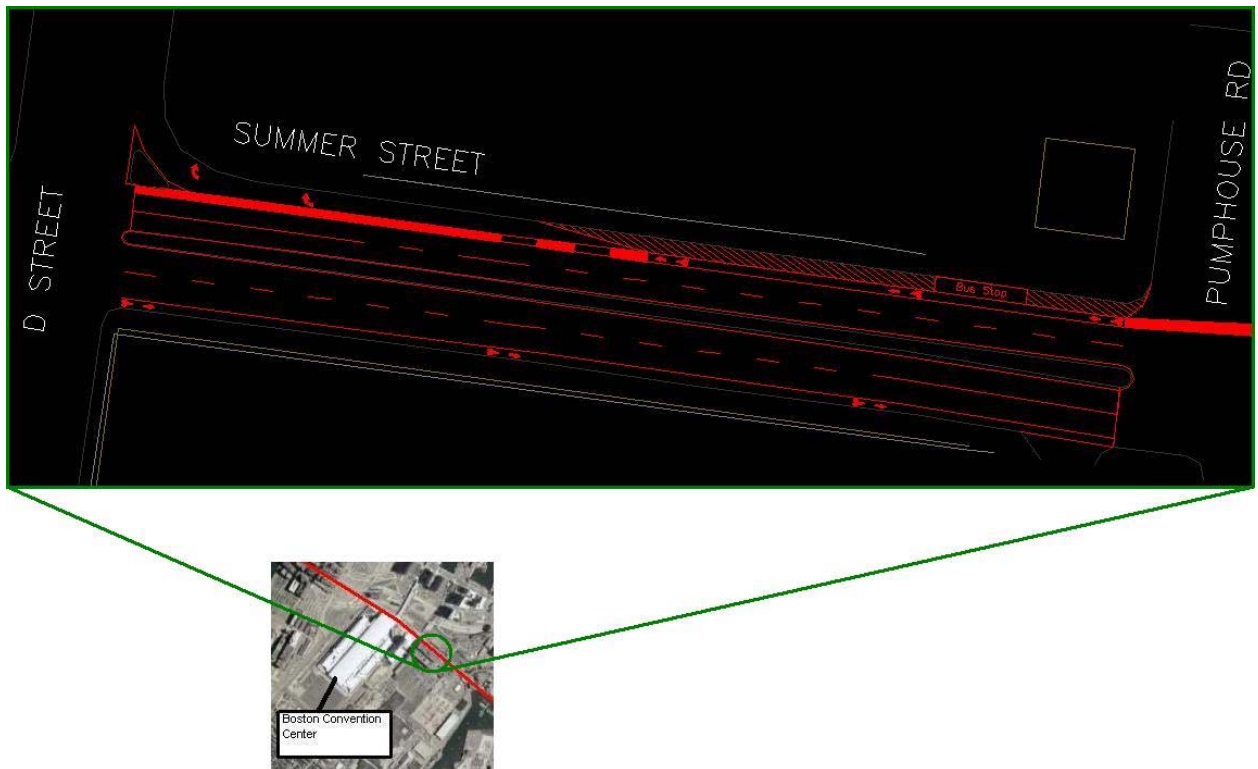 SUMMER STREET
D STREET
PUMPHOUSE RD
Bus Stop
Boston Convention
Center